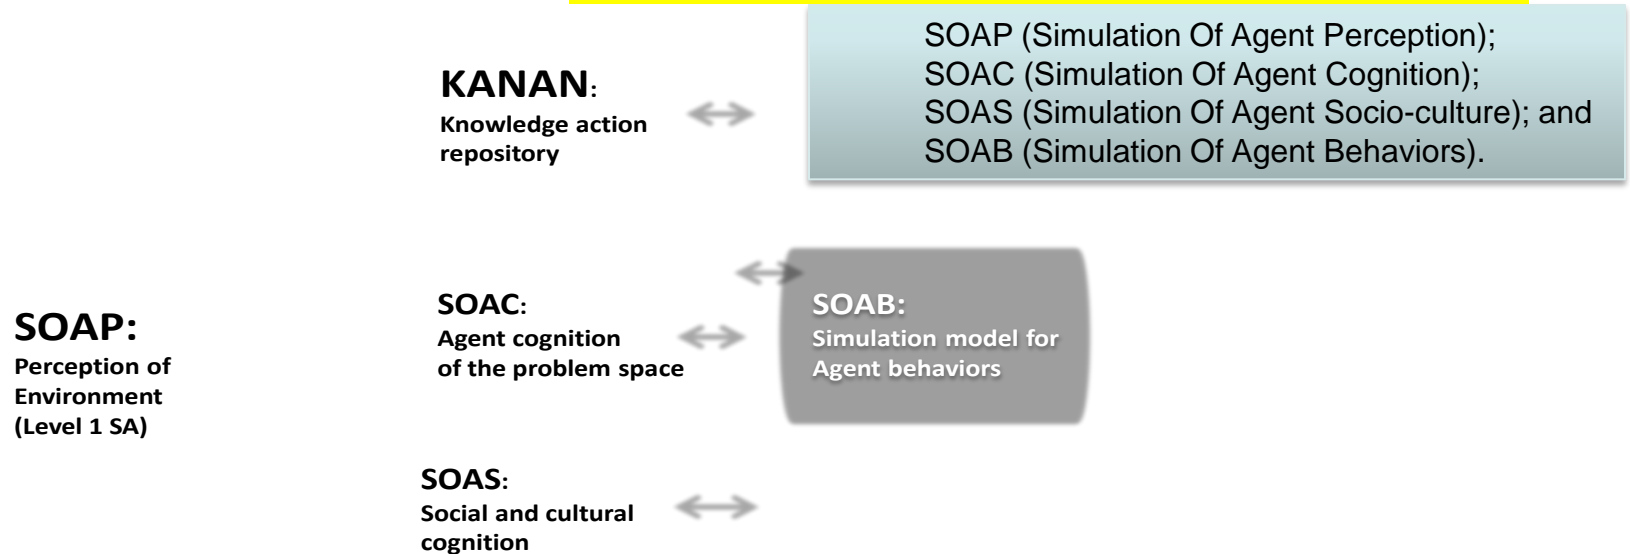 SOAP (Simulation Of Agent Perception);
SOAC (Simulation Of Agent Cognition);
SOAS (Simulation Of Agent Socio-culture); and
SOAB (Simulation Of Agent Behaviors).
KANAN:
Knowledge action
repository
SOAP:
Perception of
Environment
(Level 1 SA)
SOAC:
Agent cognition
of the problem space
SOAB:
Simulation model for
Agent behaviors
SOAS:
Social and cultural
cognition